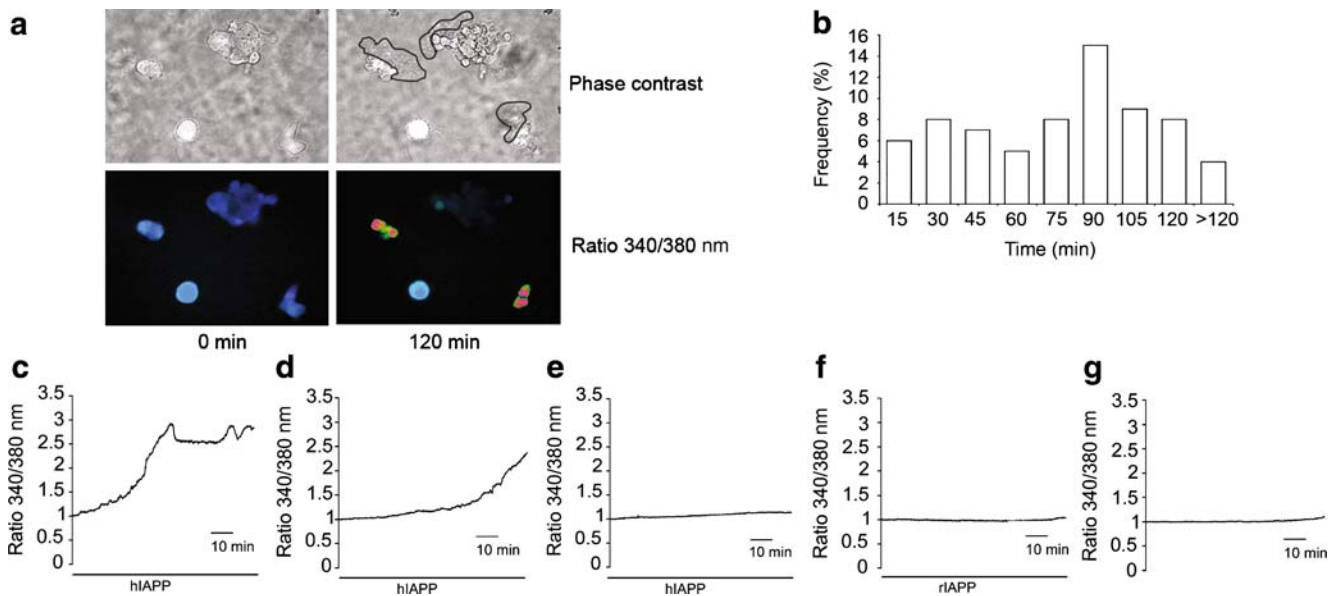 a
Phase contrast
Ratio 340/380 nm
0 min
120 min
b
Frequency (%)
16
14
12
10
8
6
4
2
0
15 30 45 60 75 90 105 120 >120
Time (min)
c
Ratio 340/380 nm
3.5
3
2.5
2
1.5
1
0.5
0
10 min
hIAPP
d
Ratio 340/380 nm
3.5
3
2.5
2
1.5
1
0.5
0
10 min
hIAPP
e
Ratio 340/380 nm
3.5
3
2.5
2
1.5
1
0.5
0
10 min
hIAPP
f
Ratio 340/380 nm
3.5
3
2.5
2
1.5
1
0.5
0
10 min
rIAPP
g
Ratio 340/380 nm
3.5
3
2.5
2
1.5
1
0.5
0
10 min